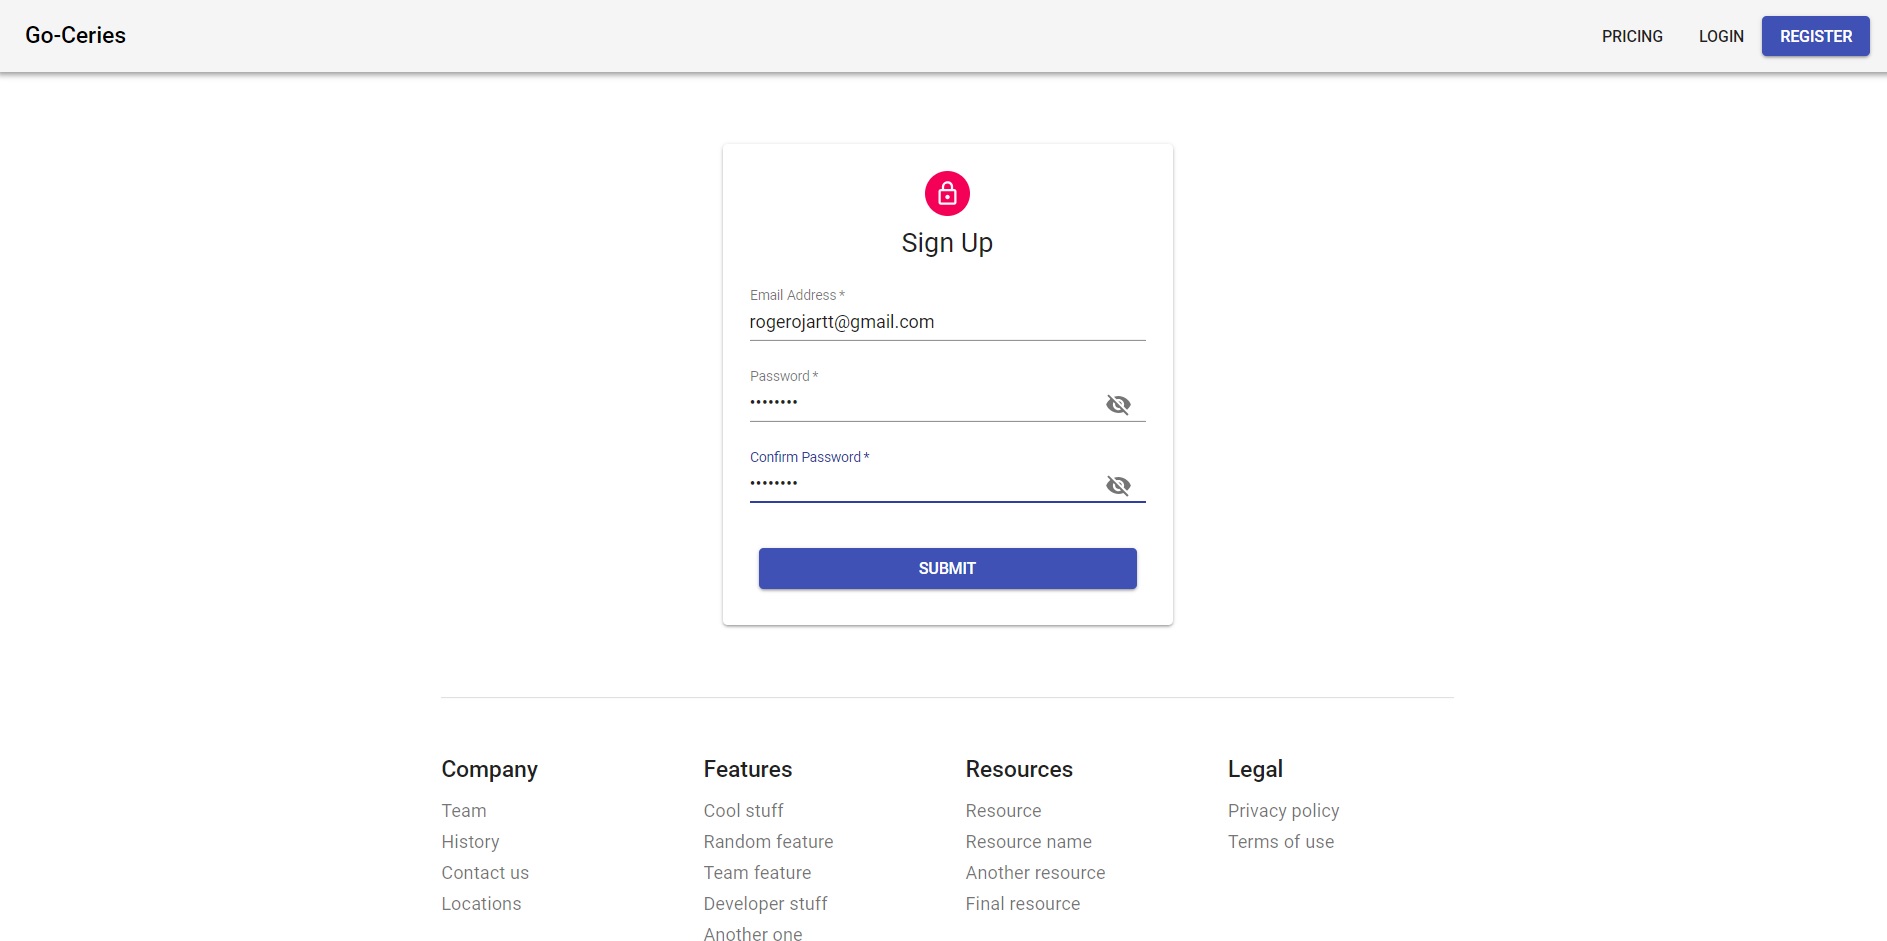 Go-Ceries
PRICING LOGIN REGISTER
Sign Up
Email Address *
rogerojartt@gmail.com
Password *
••••••••
Confirm Password *
••••••••
SUBMIT
Company
Team
History
Contact us
Locations
Features
Cool stuff
Random feature
Team feature
Developer stuff
Another one
Resources
Resource
Resource name
Another resource
Final resource
Legal
Privacy policy
Terms of use